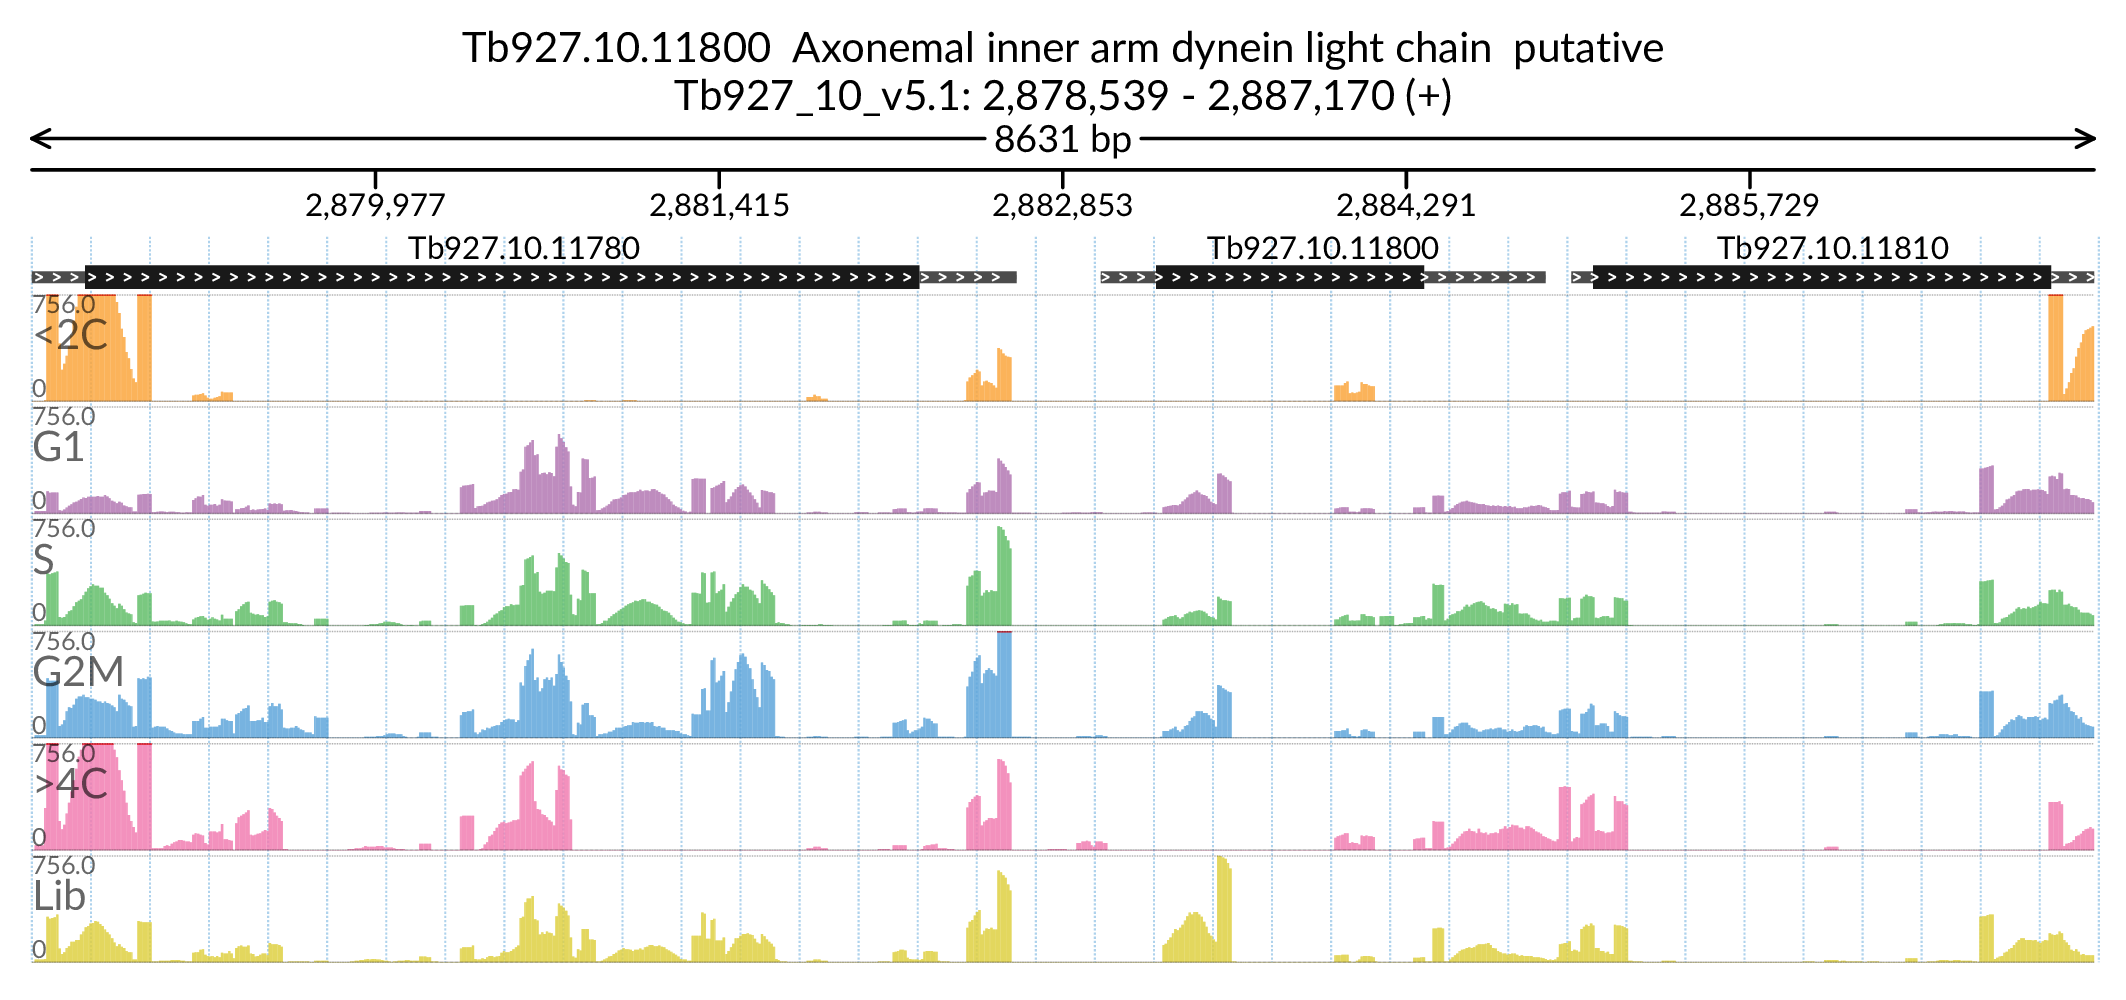 Tb927.10.11800  Axonemal inner arm dynein light chain  putative
Tb927_10_v5.1: 2,878,539 - 2,887,170 (+)
8631 bp
2,879,977 2,881,415 2,882,853 2,884,291 2,885,729
Tb927.10.11780 Tb927.10.11800 Tb927.10.11810
756.0
<2C
0
756.0
G1
0
756.0
S
0
756.0
G2M
0
756.0
>4C
0
756.0
Lib
0